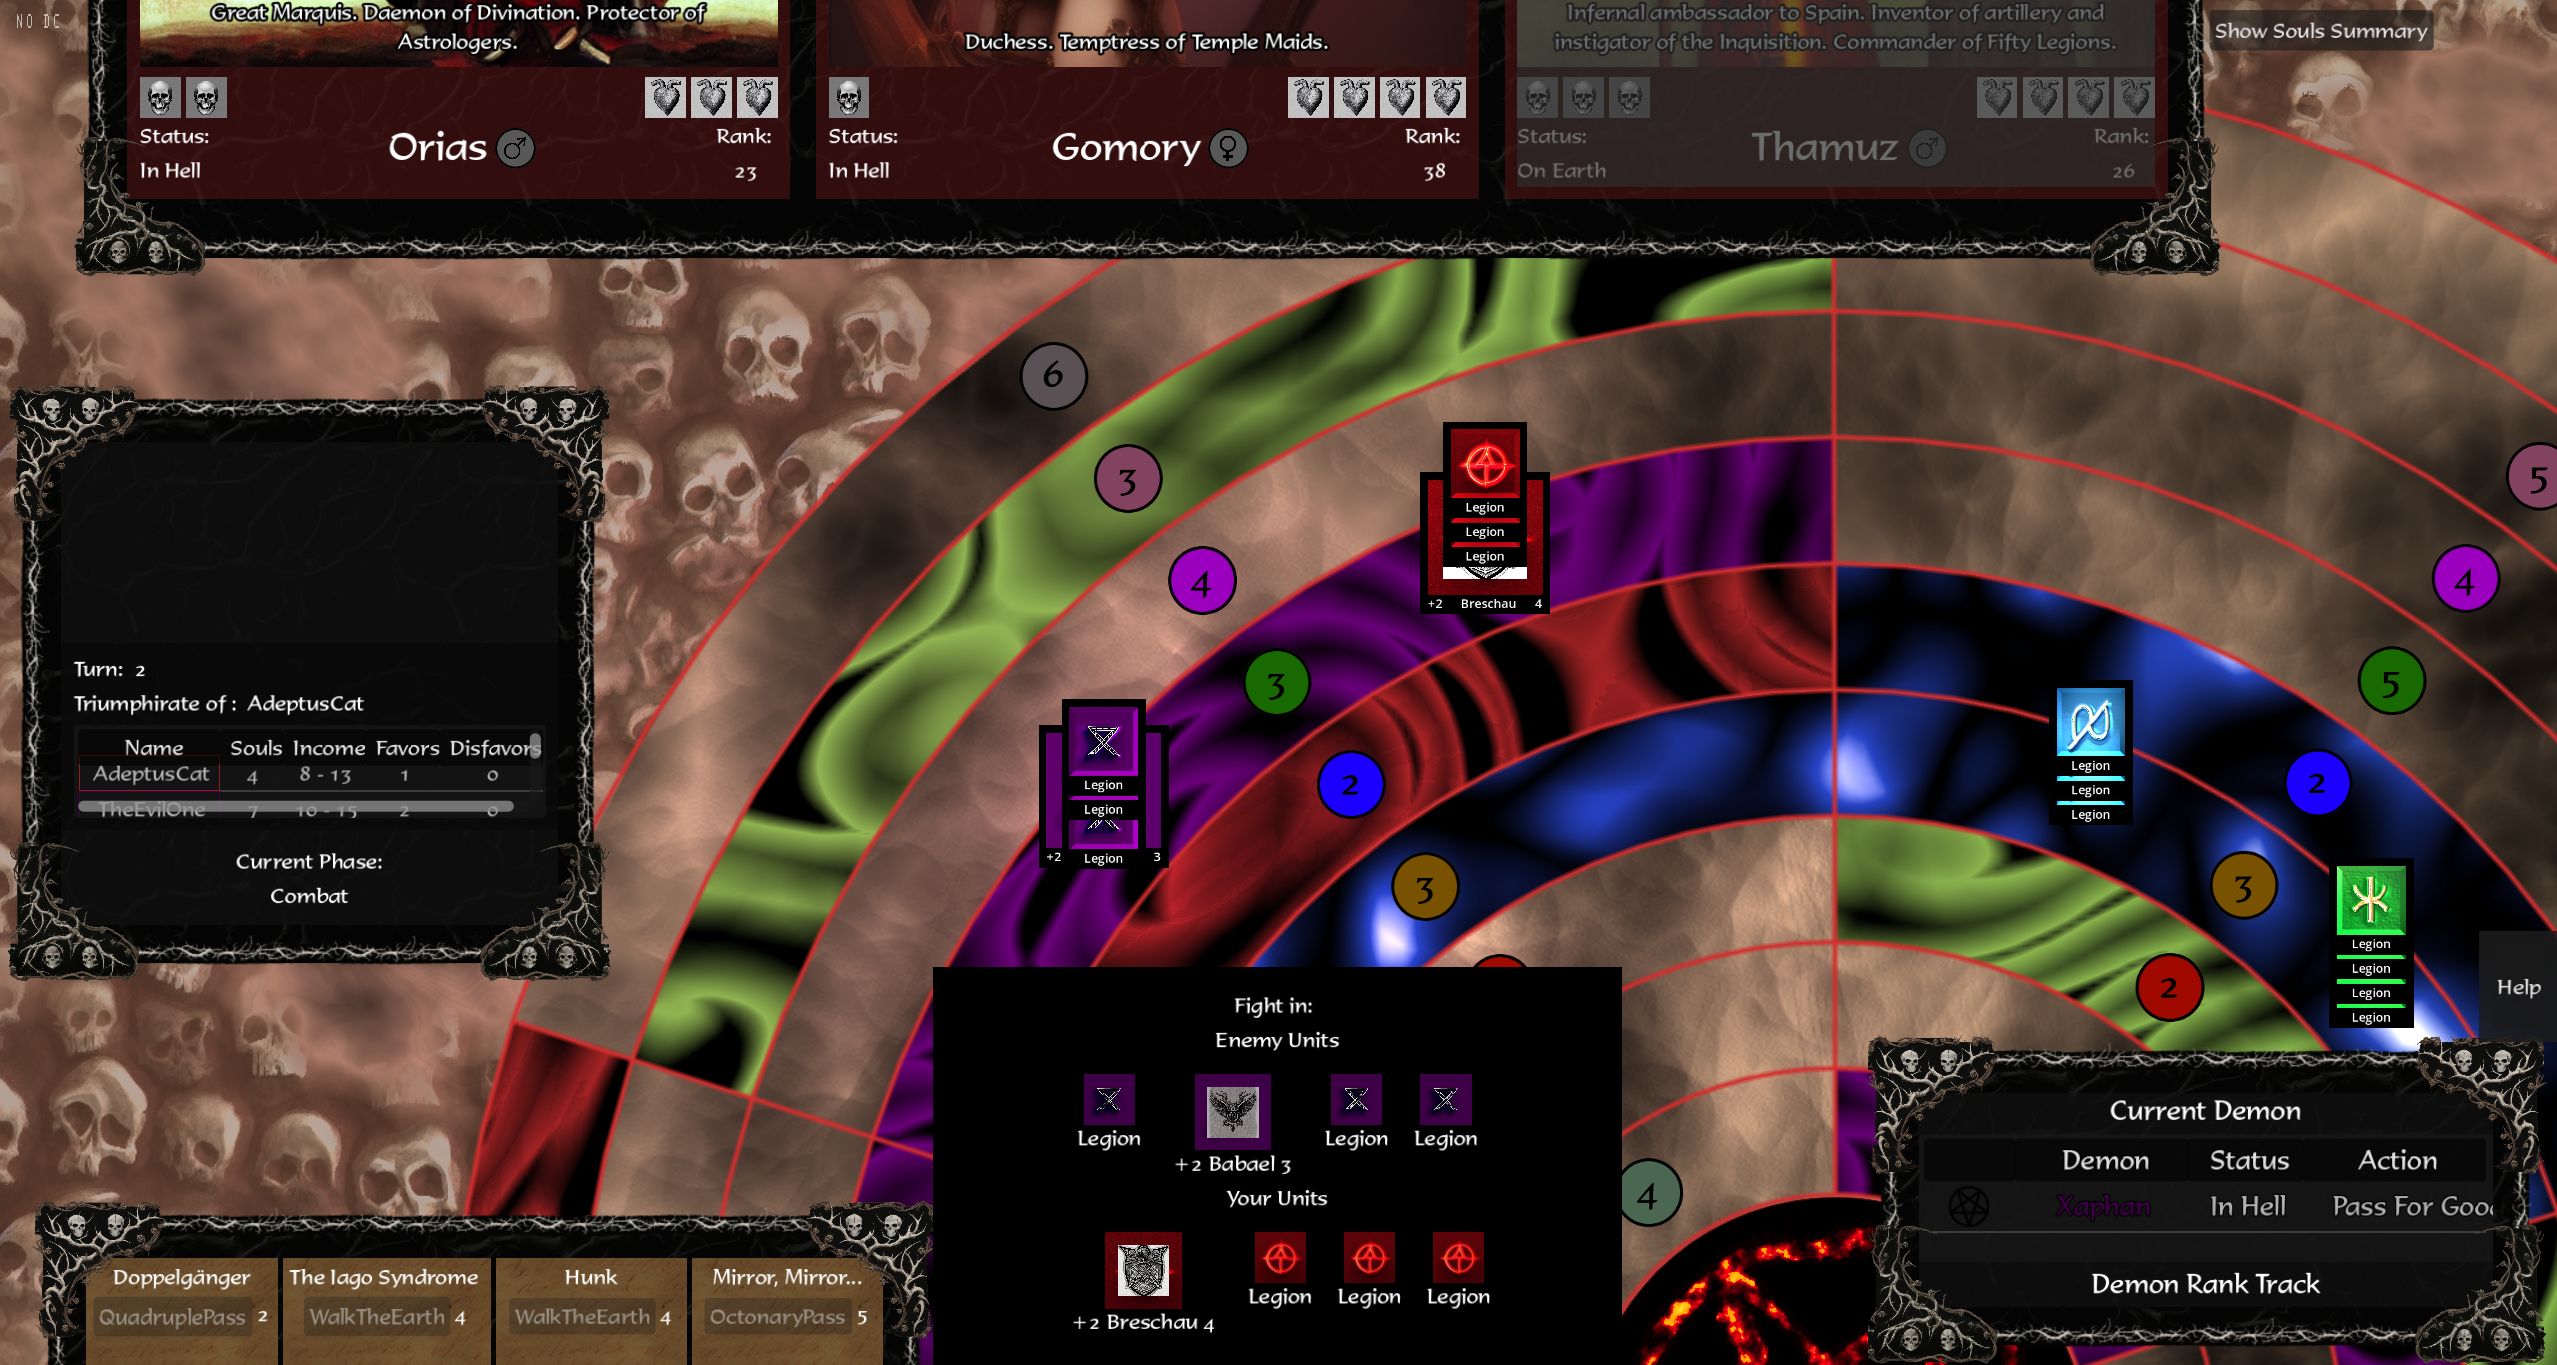 NO DC
Great Marquis. Daemon of Divination. Protector of
Astrologers.
Status:
In Hell
Orias
Rank:
23
Duchess. Temptress of Temple Maids.
Status:
In Hell
Gomory
Rank:
38
Infernal ambassador to Spain. Inventor of artillery and
instigator of the Inquisition. Commander of Fifty Legions.
Status:
On Earth
Thamuz
Rank:
26
Show Souls Summary
6
3
4
3
2
3
5
4
5
2
3
2
4
Legion
Legion
Legion
+2 Breschau 4
Legion
Legion
+2 Legion 3
Legion
Legion
Legion
Legion
Legion
Legion
Legion
Turn: 2
Triumphirate of : AdeptusCat
Name Souls Income Favors Disfavors
AdeptusCat 4 8 - 13 1 0
TheEvilOne 7 10 - 15 2 0
Current Phase:
Combat
Help
Fight in:
Enemy Units
Legion
+2 Babael 3
Legion
Legion
Your Units
+2 Breschau 4
Legion
Legion
Legion
Doppelgänger
QuadruplePass 2
The Iago Syndrome
WalkTheEarth 4
Hunk
WalkTheEarth 4
Mirror, Mirror...
OctonaryPass 5
Current Demon
Demon Status Action
Xaphan In Hell Pass For Good
Demon Rank Track